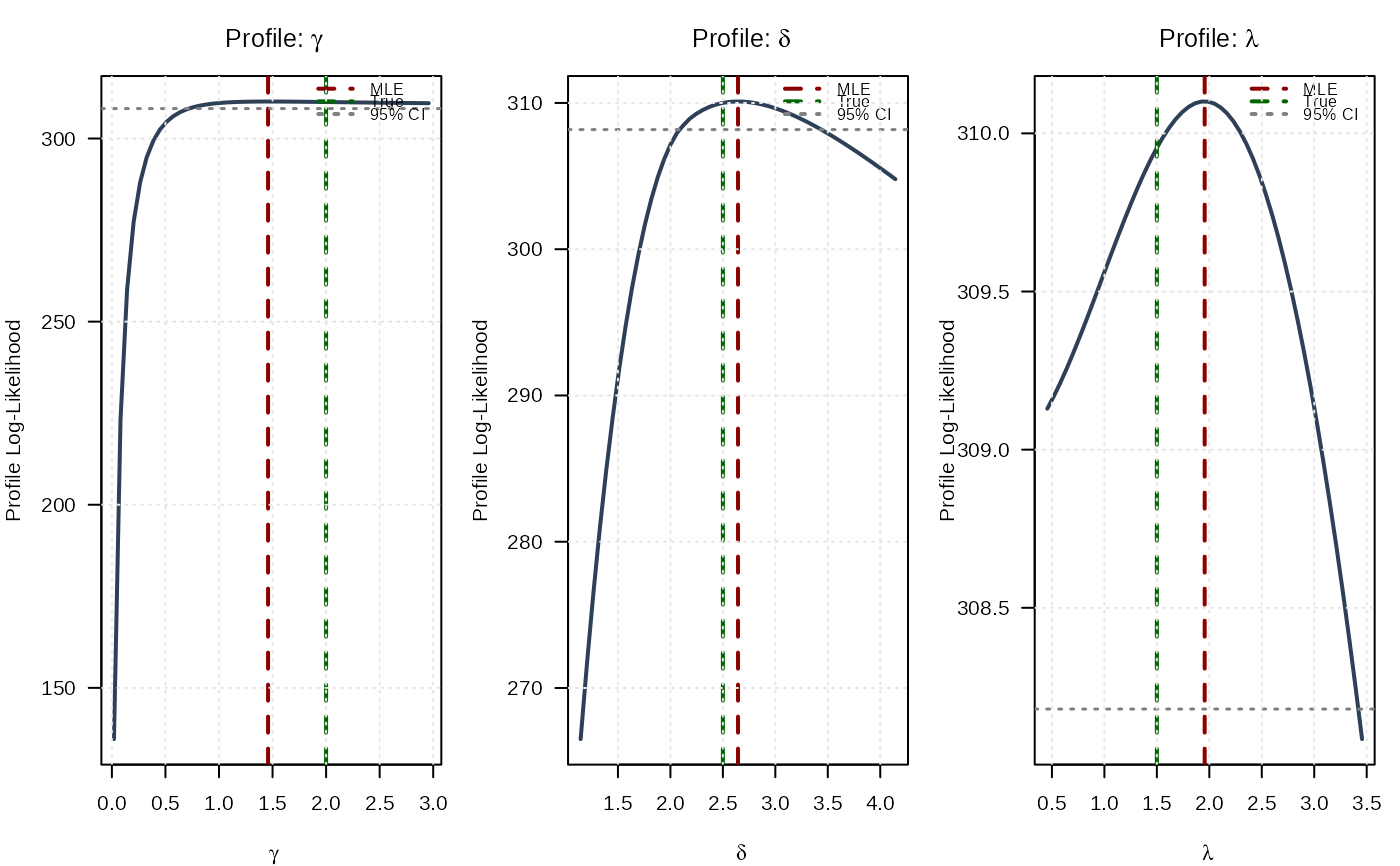 Profile: γ
Profile Log-Likelihood
300
250
200
150
0.0 0.5 1.0 1.5 2.0 2.5 3.0
γ
MLE
True
95% CI
Profile: δ
Profile Log-Likelihood
310
300
290
280
270
1.5 2.0 2.5 3.0 3.5 4.0
δ
MLE
True
95% CI
Profile: λ
Profile Log-Likelihood
310.0
309.5
309.0
308.5
0.5 1.0 1.5 2.0 2.5 3.0 3.5
λ
MLE
True
95% CI